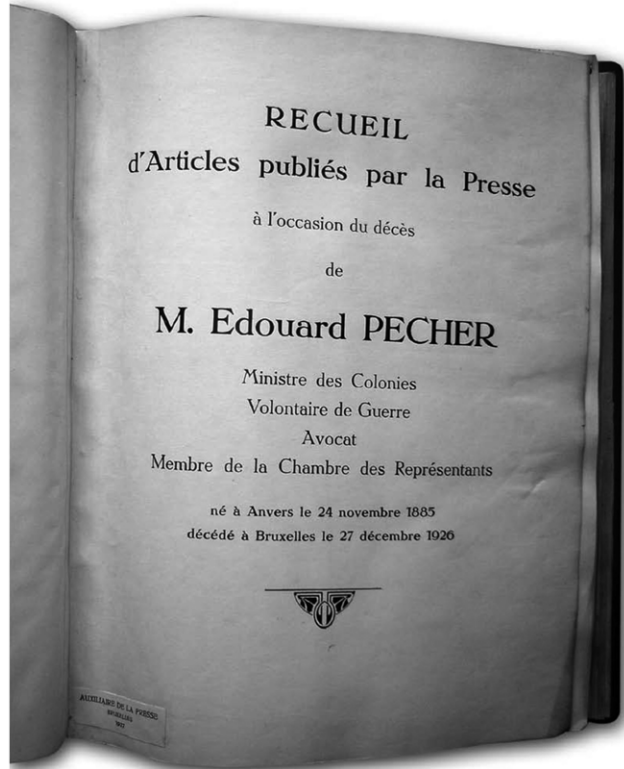 RECUEIL
d'Articles publiés par la Presse
à l'occasion du décès
de
M. Edouard PECHER
Ministre des Colonies
Volontaire de Guerre
Avocat
Membre de la Chambre des Représentants
né à Anvers le 24 novembre 1885
décédé à Bruxelles le 27 décembre 1926
AUXILIAIRE DE LA PRESSE
BRUXELLES